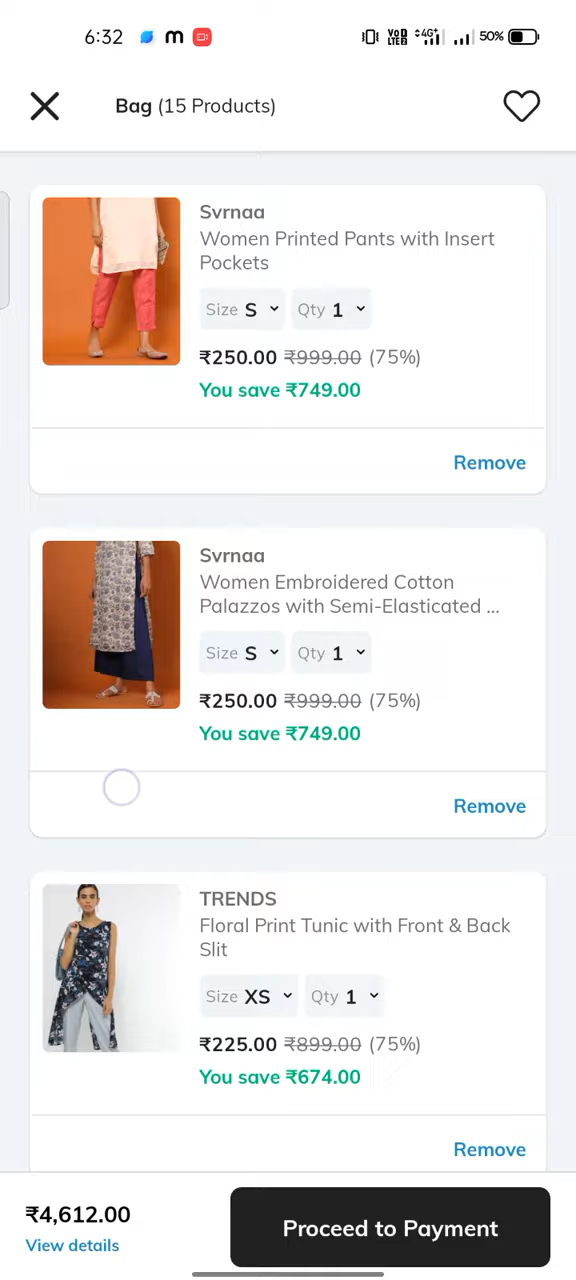 6:32 m VoD LTE2 4G+ 50%
Bag (15 Products)
Svrnaa
Women Printed Pants with Insert
Pockets
Size S Qty 1
₹250.00 ₹999.00 (75%)
You save ₹749.00
Remove
Svrnaa
Women Embroidered Cotton
Palazzos with Semi-Elasticated ...
Size S Qty 1
₹250.00 ₹999.00 (75%)
You save ₹749.00
Remove
TRENDS
Floral Print Tunic with Front & Back
Slit
Size XS Qty 1
₹225.00 ₹899.00 (75%)
You save ₹674.00
Remove
₹4,612.00
View details
Proceed to Payment